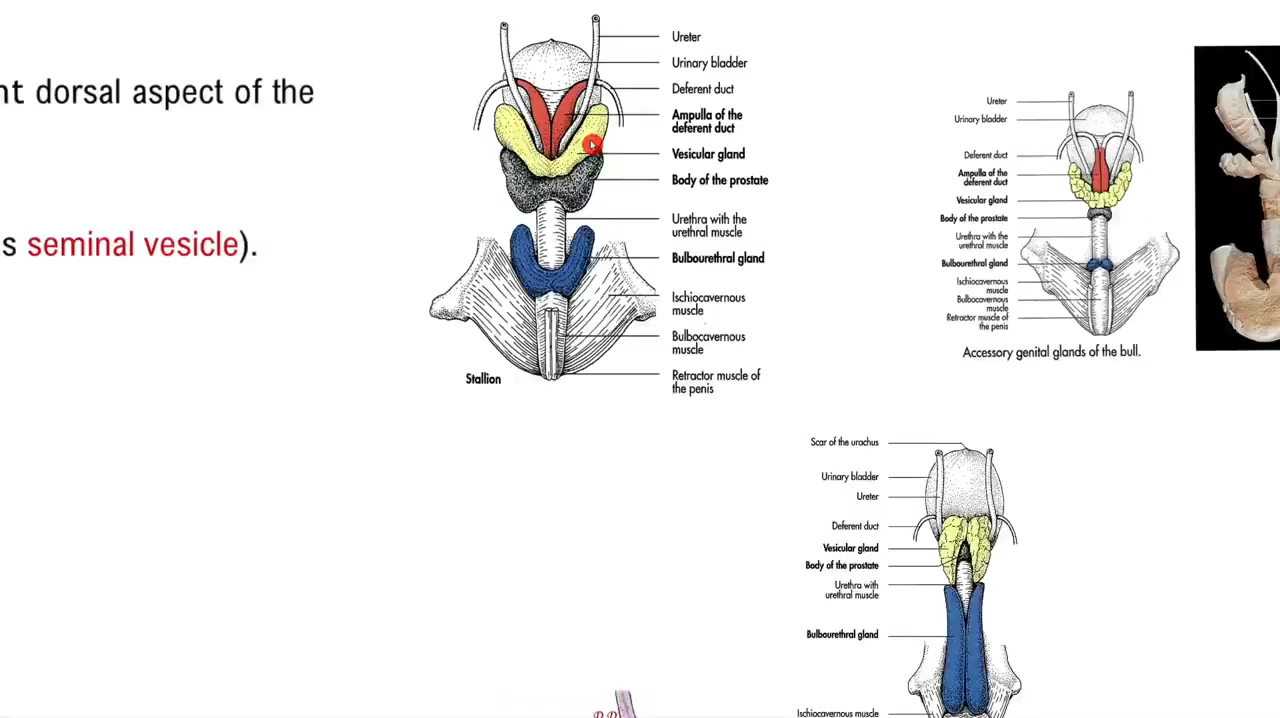 nt dorsal aspect of the
s seminal vesicle).
Ureter
Urinary bladder
Deferent duct
Ampulla of the
deferent duct
Vesicular gland
Body of the prostate
Urethra with the
urethral muscle
Bulbourethral gland
Ischiocavernous
muscle
Bulbocavernous
muscle
Retractor muscle of
the penis
Stallion
Ureter
Urinary bladder
Deferent duct
Ampulla of the
deferent duct
Vesicular gland
Body of the prostate
Urethra with the
urethral muscle
Bulbourethral gland
Ischiocavernous
muscle
Bulbocavernous
muscle
Retractor muscle of
the penis
Accessory genital glands of the bull.
Scar of the urachus
Urinary bladder
Ureter
Deferent duct
Vesicular gland
Body of the prostate
Urethra with
urethral muscle
Bulbourethral gland
Ischiocavernous